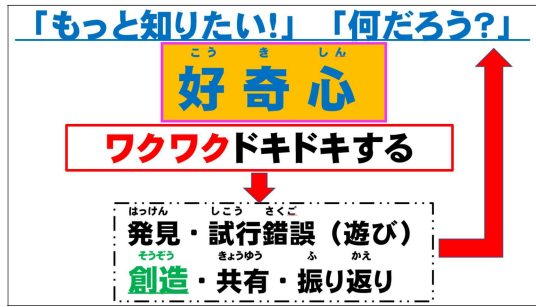 「もっと知りたい!」 「何だろう?」
こう き しん
好奇心
ワクワクドキドキする
はっけん しこう さくご
発見・試行錯誤(遊び)
そうぞう きょうゆう ふ かえ
創造・共有・振り返り